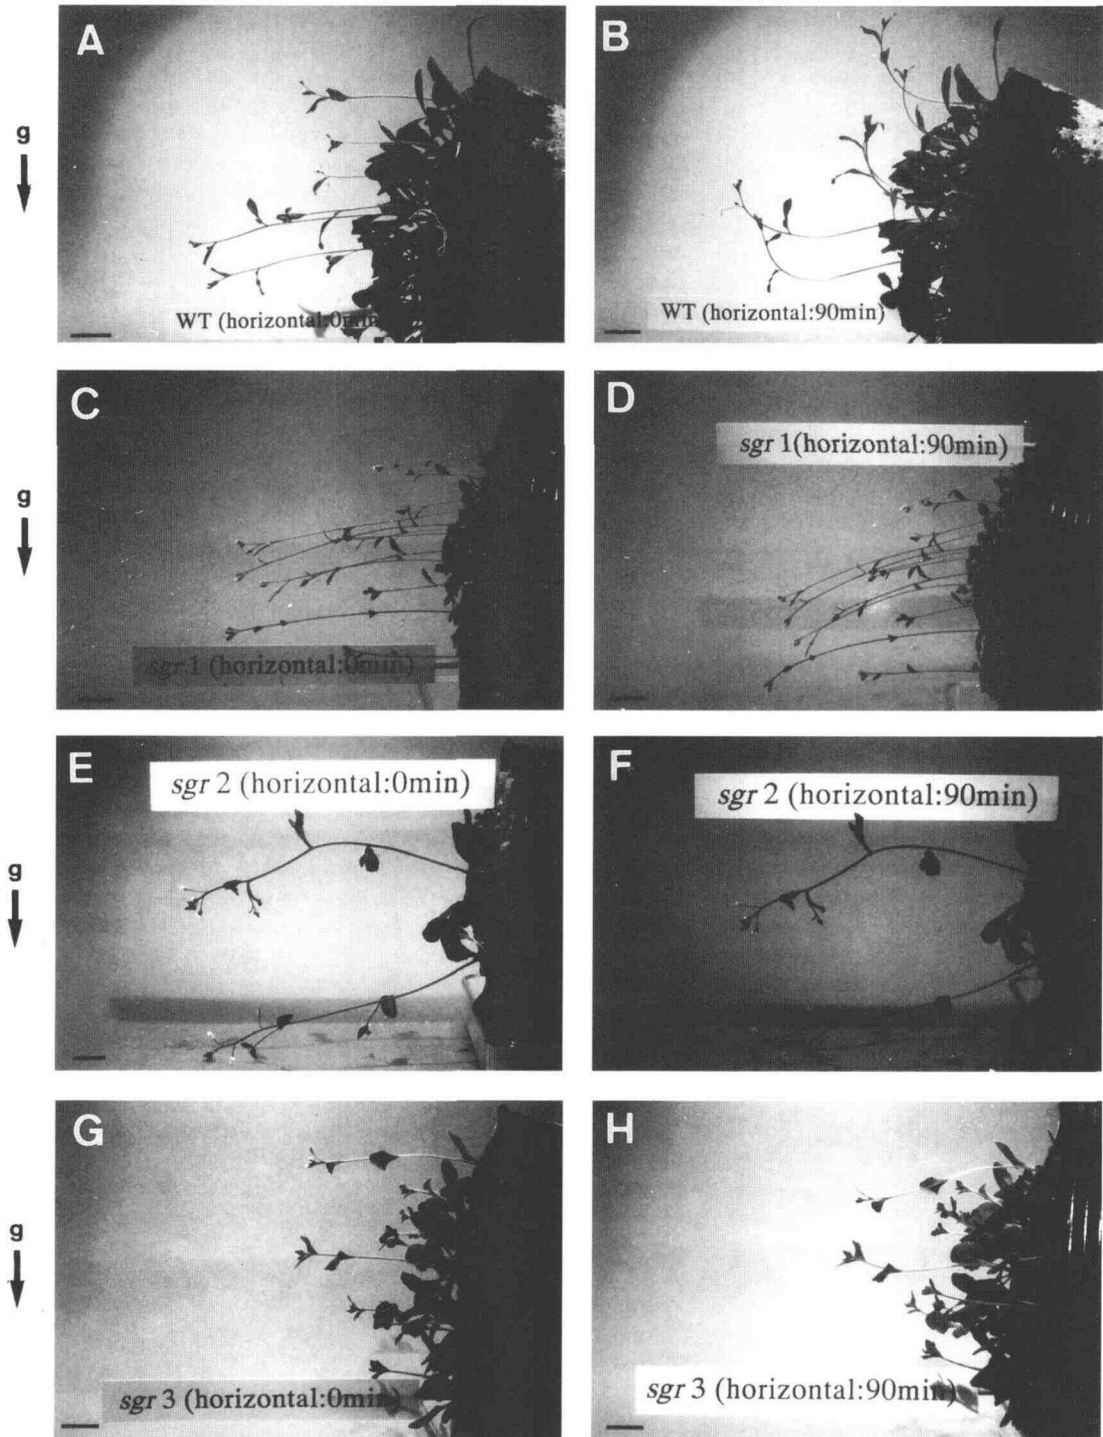 A
B
g
WT (horizontal:0min
WT (horizontal:90min)
C
D
g
sgr 1(horizontal:90min)
sgr 1 (horizontal:0min)
E
F
g
sgr 2 (horizontal:0min)
sgr 2 (horizontal:90min)
G
H
g
sgr 3 (horizontal:0min)
sgr 3 (horizontal:90min)